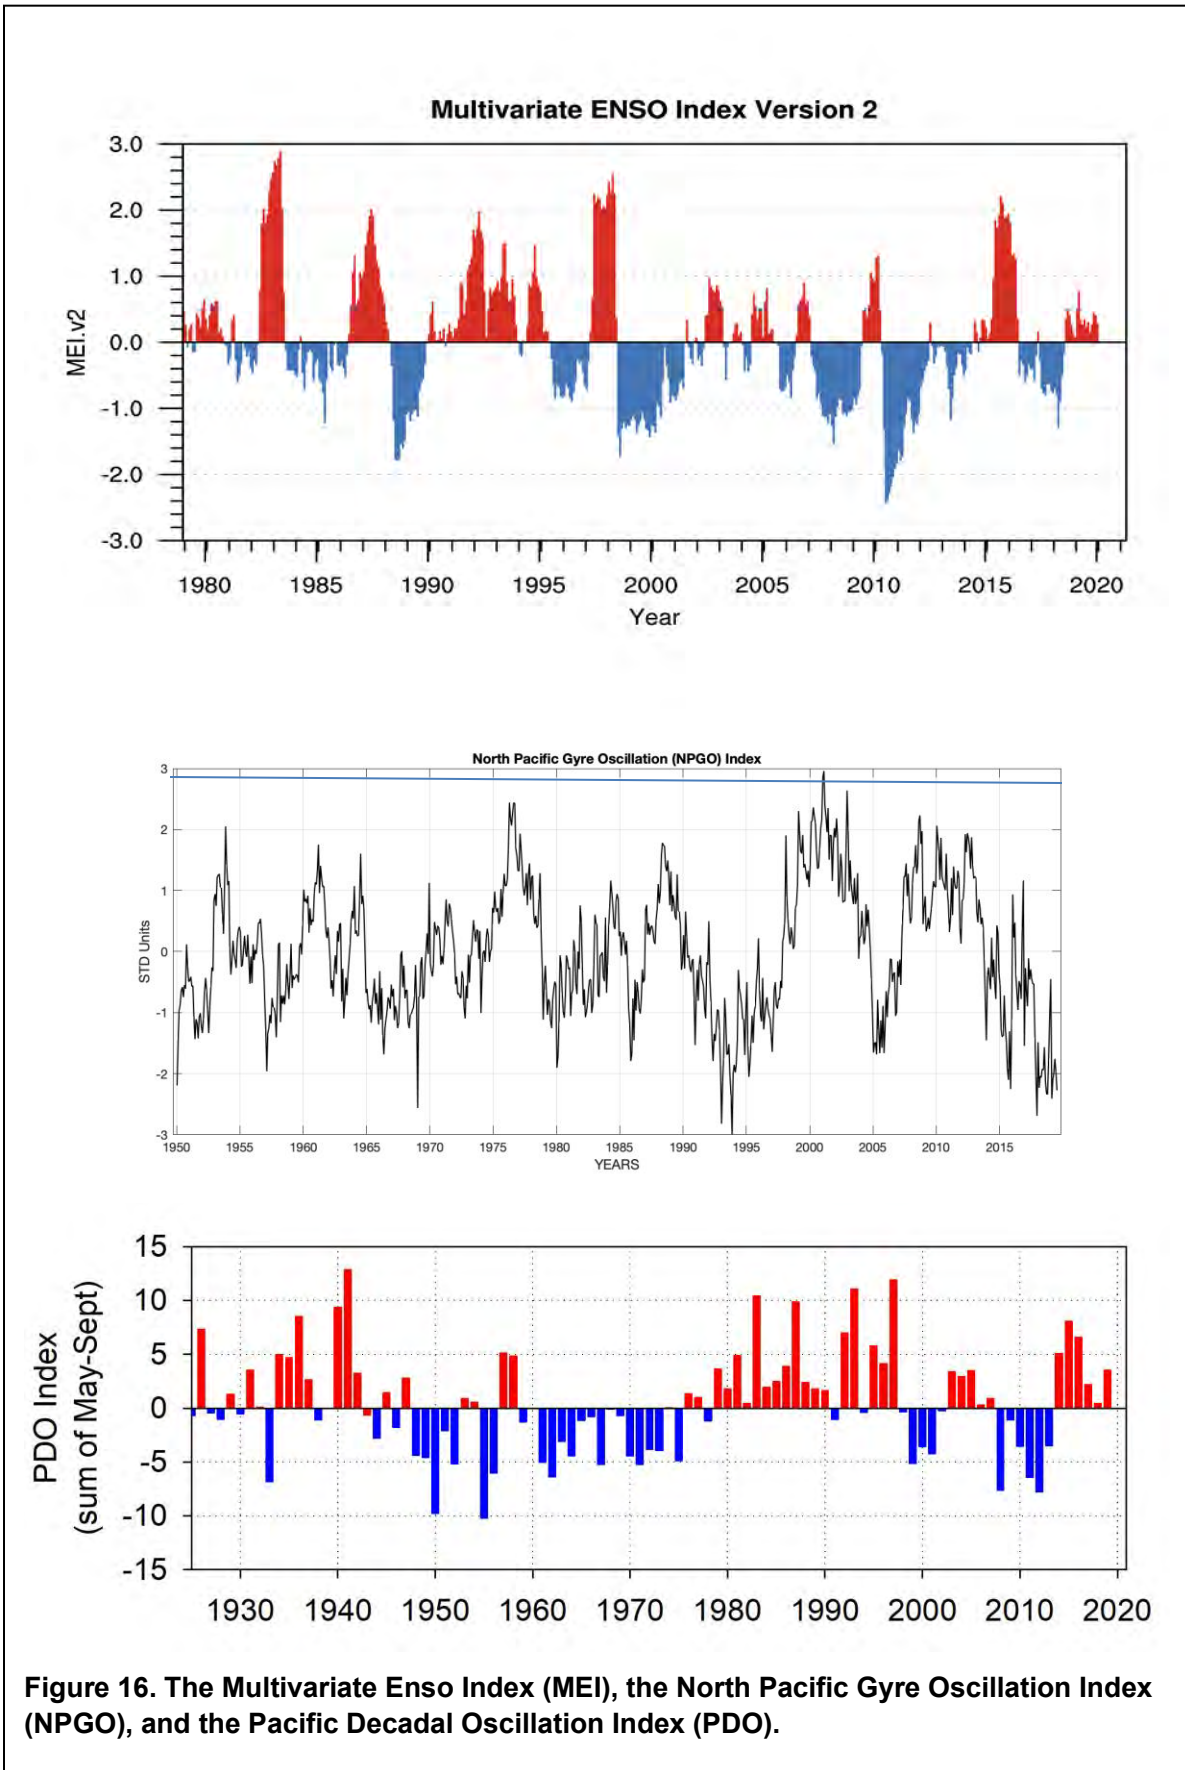 Multivariate ENSO Index Version 2
3.0
2.0
1.0
0.0
-1.0
-2.0
-3.0
MEI.v2
1980 1985 1990 1995 2000 2005 2010 2015 2020
Year
North Pacific Gyre Oscillation (NPGO) Index
3
2
1
0
-1
-2
-3
STD Units
1950 1955 1960 1965 1970 1975 1980 1985 1990 1995 2000 2005 2010 2015
YEARS
15
10
5
0
-5
-10
-15
PDO Index
(sum of May-Sept)
1930 1940 1950 1960 1970 1980 1990 2000 2010 2020
Figure 16. The Multivariate Enso Index (MEI), the North Pacific Gyre Oscillation Index
(NPGO), and the Pacific Decadal Oscillation Index (PDO).